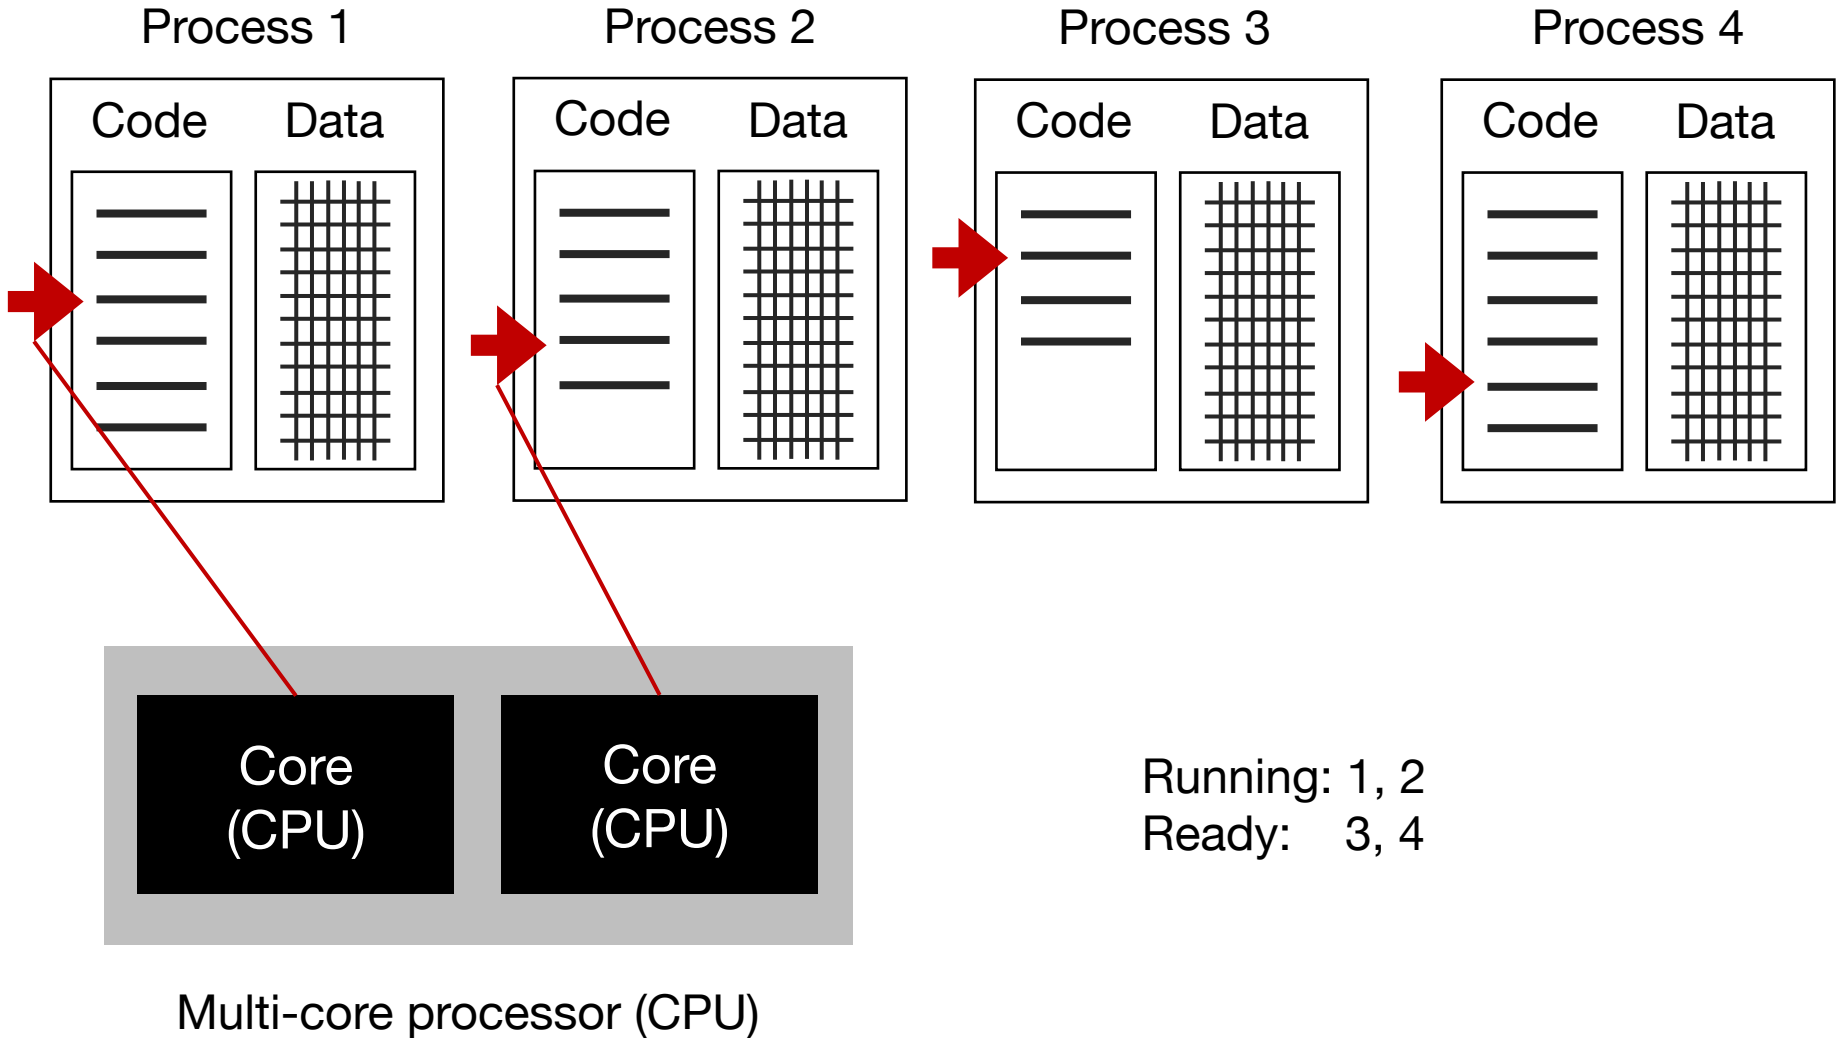 Process 1
Process 2
Process 3
Process 4
Code
Data
Code
Data
Code
Data
Code
Data
Core
(CPU)
Core
(CPU)
Running: 1, 2
Ready: 3, 4
Multi-core processor (CPU)